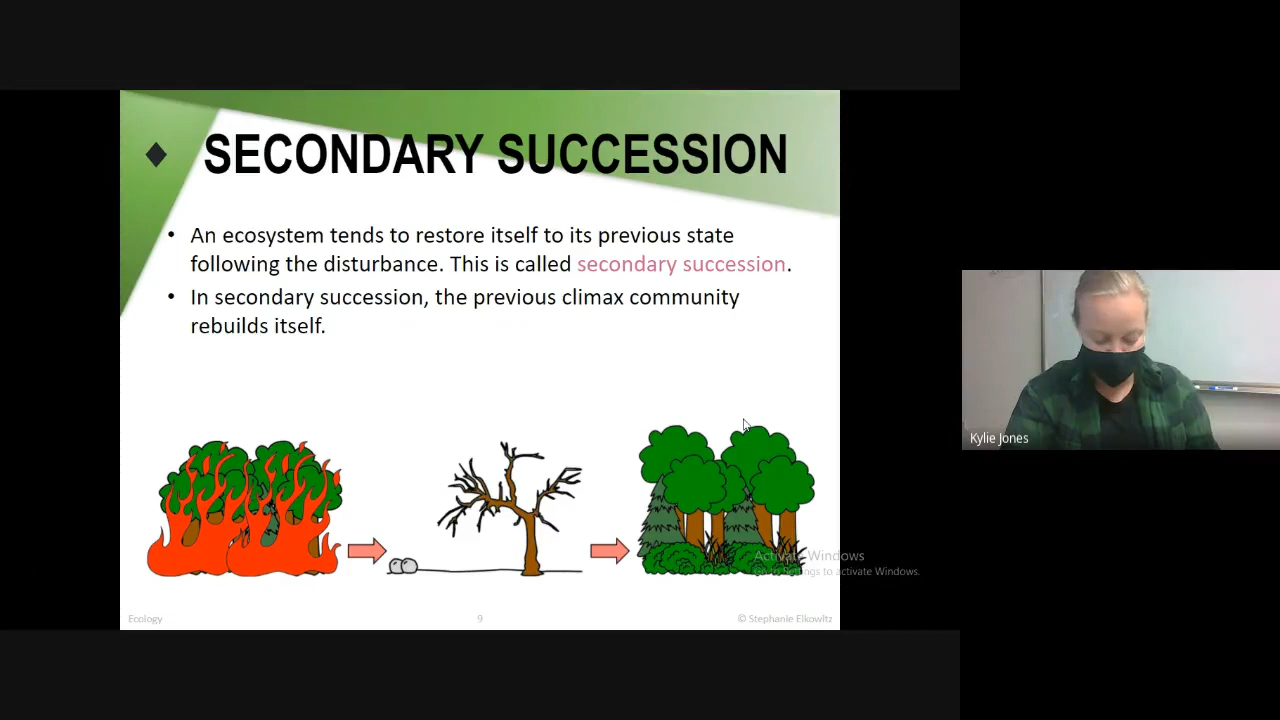 ♦ SECONDARY SUCCESSION
• An ecosystem tends to restore itself to its previous state
following the disturbance. This is called secondary succession.
• In secondary succession, the previous climax community
rebuilds itself.
Kylie Jones
Activate Windows
Go to Settings to activate Windows.
Ecology
9
© Stephanie Elkowitz